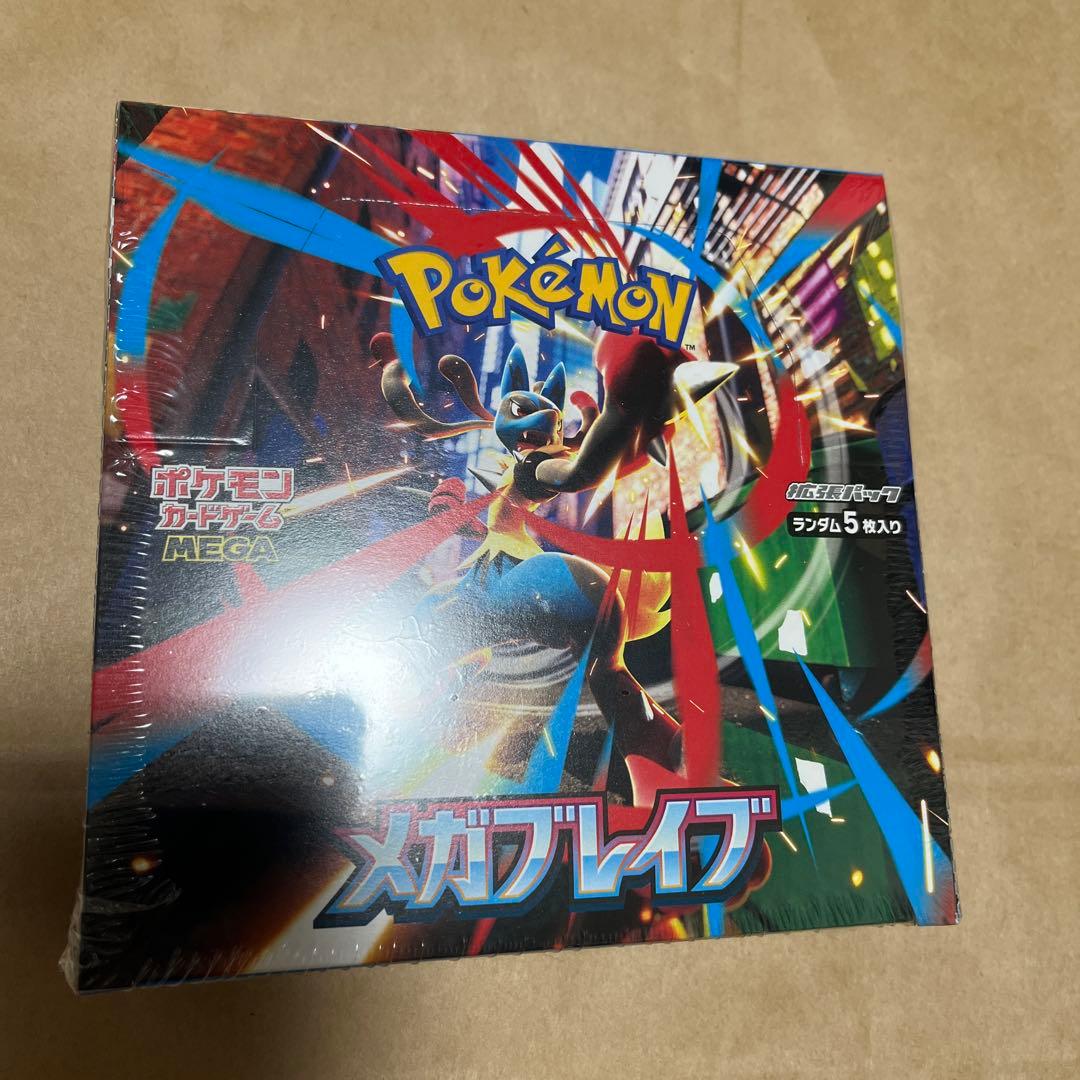 POKéMON
TM
ポケモン
カードゲーム
MEGA
拡張パック
ランダム5枚入り
メガブレイブ